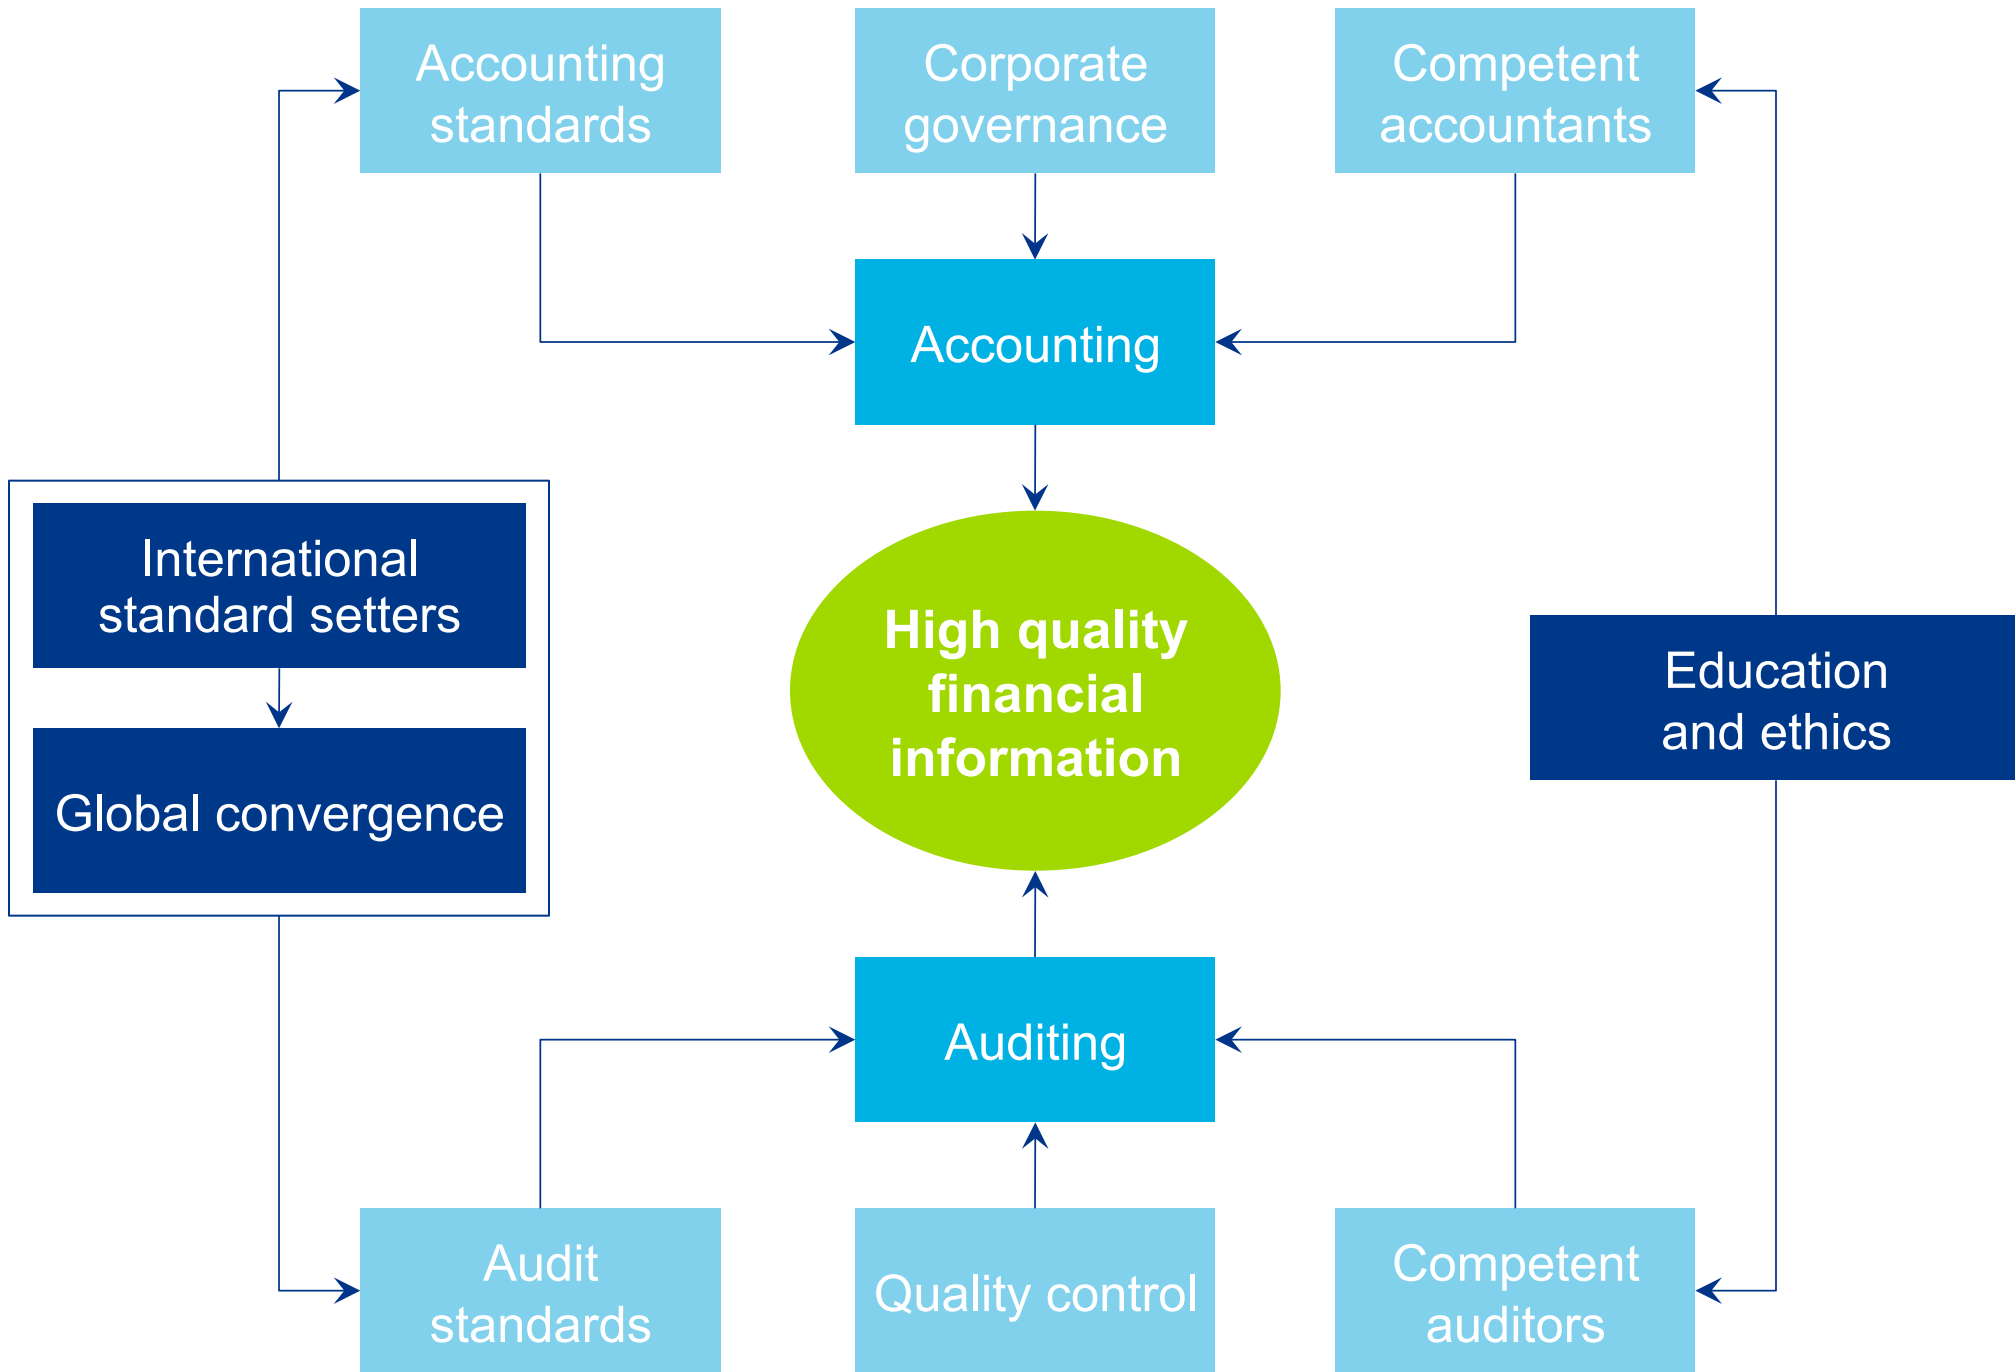 Accounting
standards
Corporate
governance
Competent
accountants
Accounting
International
standard setters
Global convergence
High quality
financial
information
Education
and ethics
Auditing
Audit
standards
Quality control
Competent
auditors